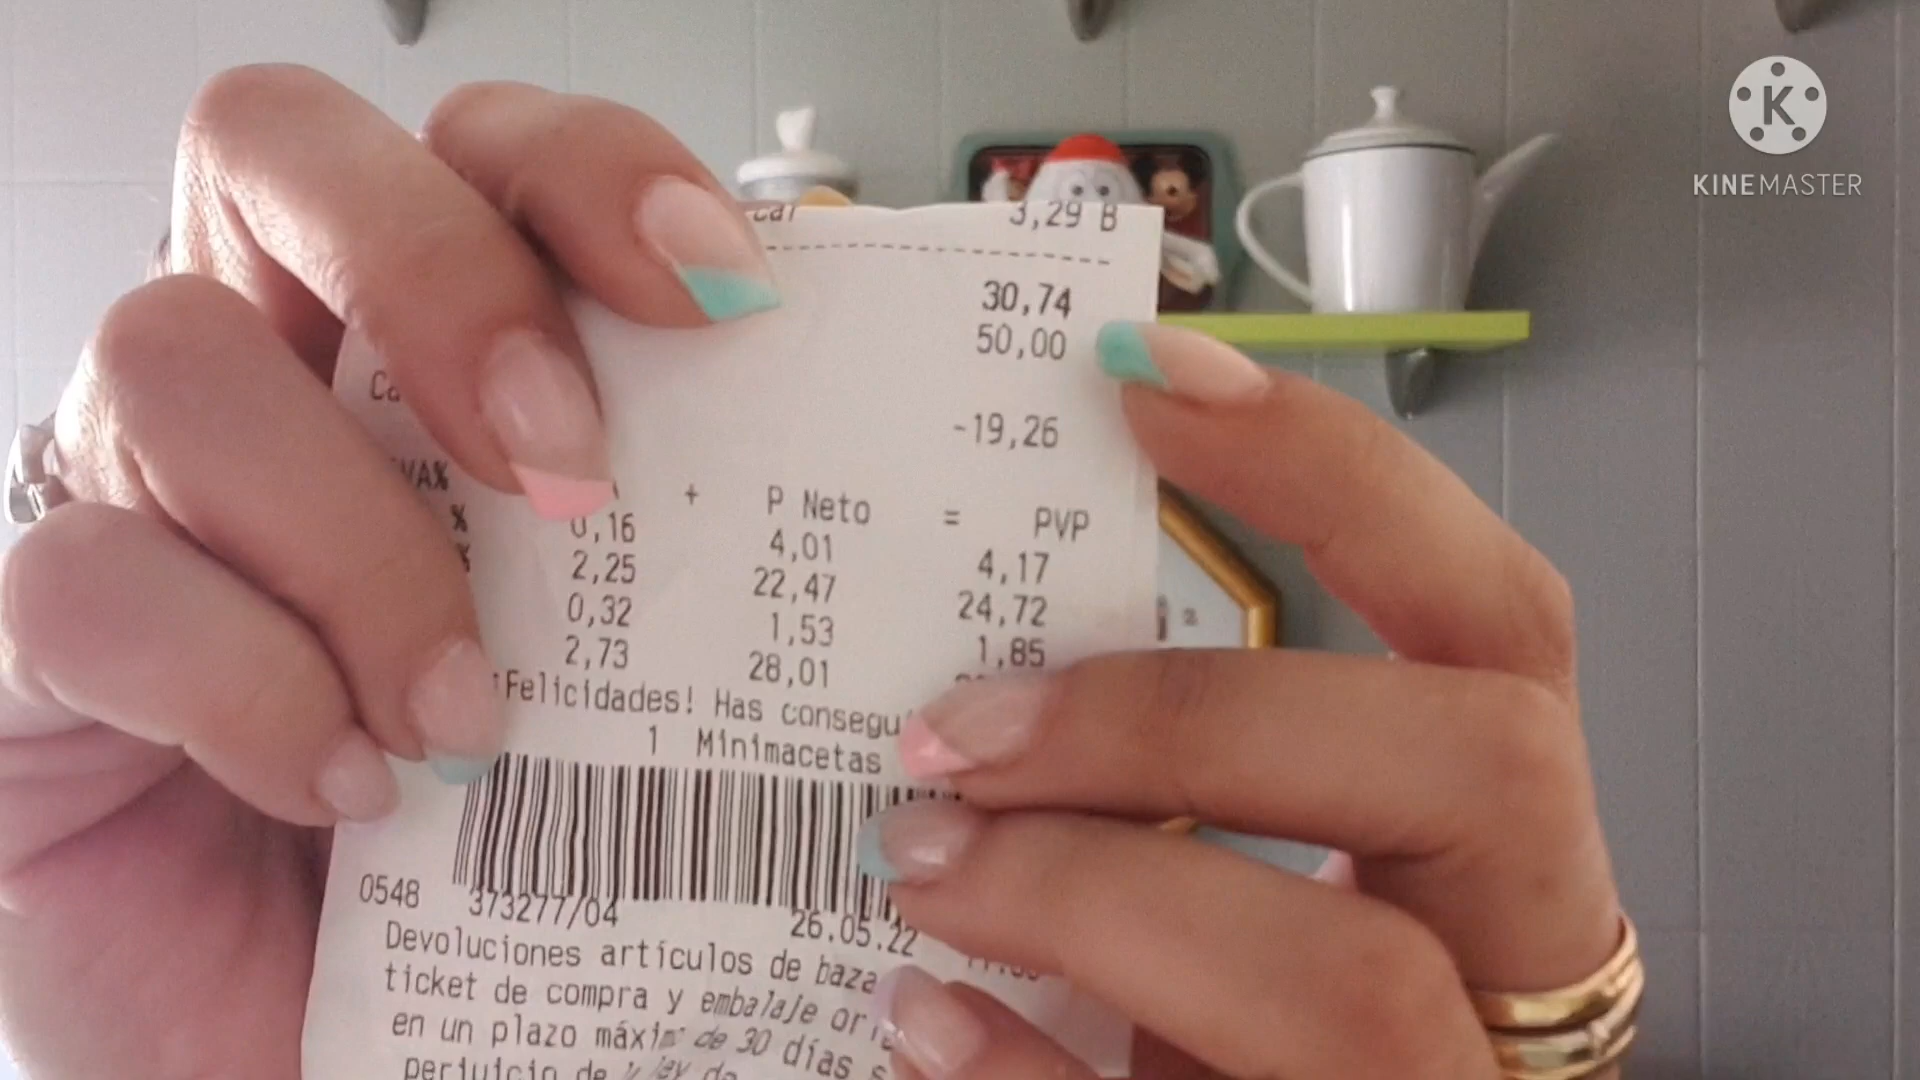 KINEMASTER
3,29 B
30,74
50,00
-19,26
+ P Neto = PVP
% 0,16 4,01 4,17
% 2,25 22,47 24,72
0,32 1,53 1,85
2,73 28,01
¡Felicidades! Has consegu
1 Minimacetas
0548 373277/04 26.05.22
Devoluciones artículos de baza
ticket de compra y embalaje
en un plazo de 30 días
perjuicio de